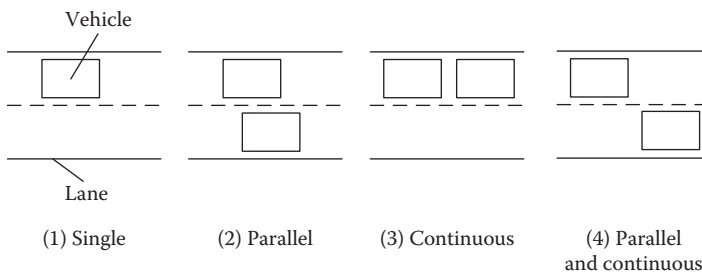 Vehicle
Lane
(1) Single
(2) Parallel
(3) Continuous
(4) Parallel
and continuous